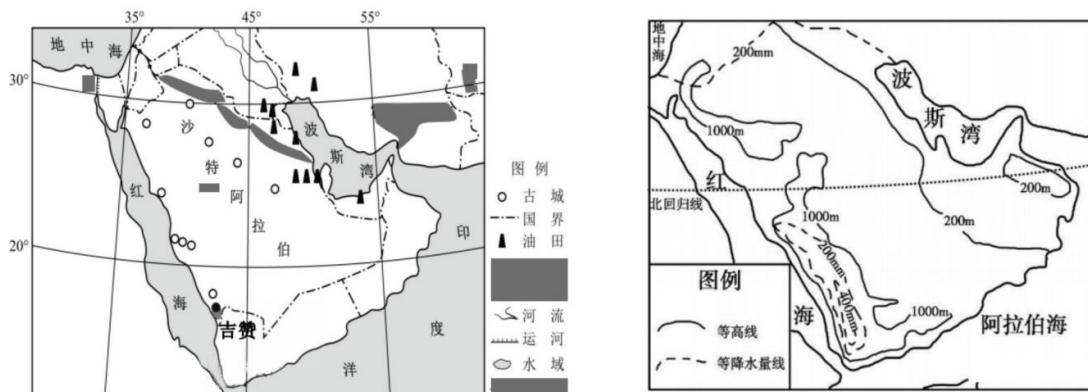 35°
45°
55°
30°
20°
地中海
沙
特
阿
拉
伯
红
海
波
斯
湾
印
度
洋
吉赞
图例
古城
国界
油田
河流
运河
水域
地中海
200mm
1000m
波
斯
湾
红
北回归线
200m
1000m
200m
200mm
400mm
1000m
海
阿拉伯海
图例
等高线
等降水量线